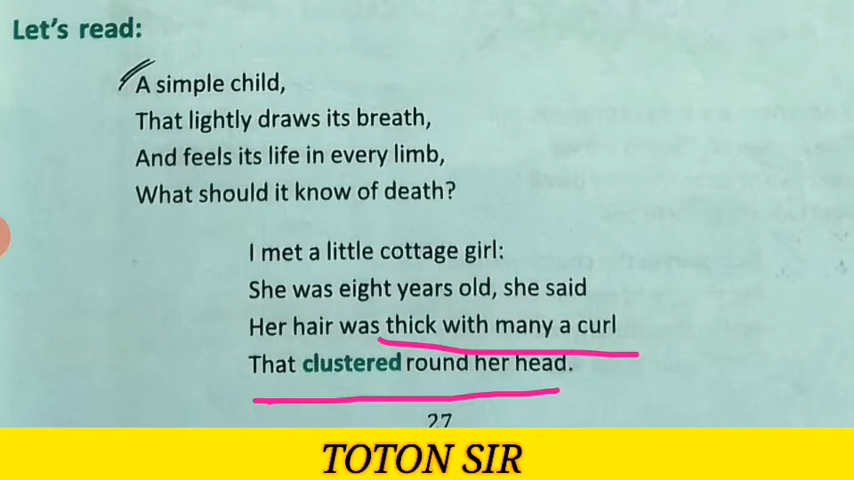 Let's read:
A simple child,
That lightly draws its breath,
And feels its life in every limb,
What should it know of death?
I met a little cottage girl:
She was eight years old, she said
Her hair was thick with many a curl
That clustered round her head.
27
TOTON SIR